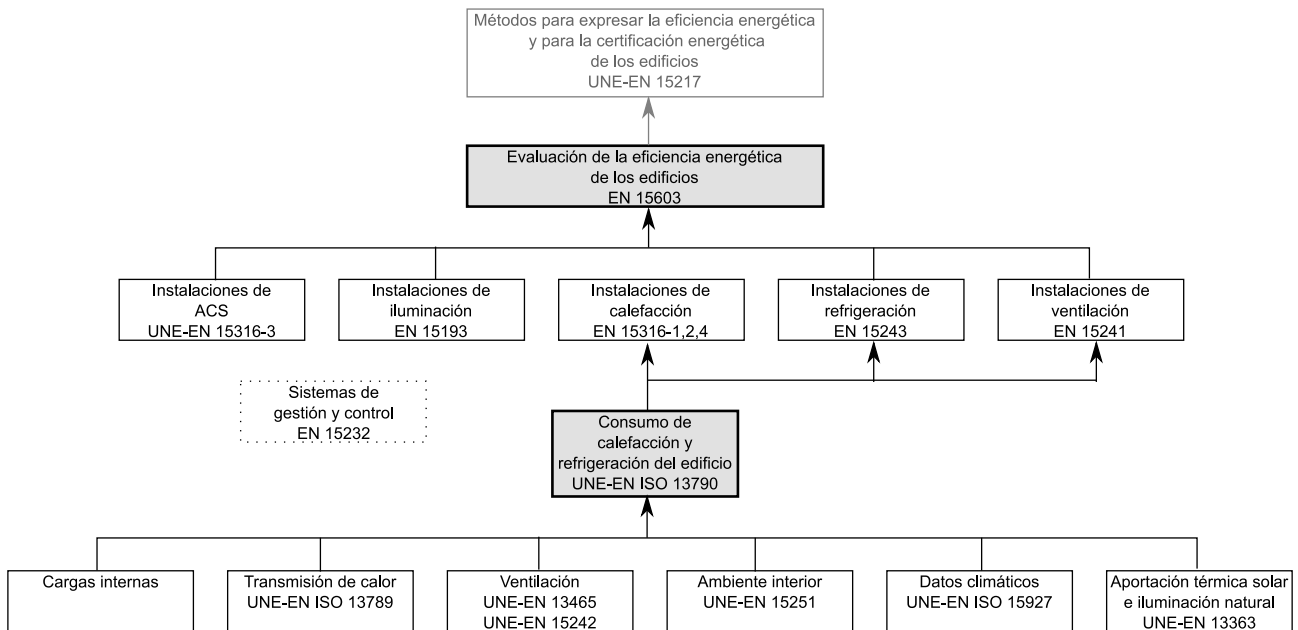 Métodos para expresar la eficiencia energética
y para la certificación energética
de los edificios
UNE-EN 15217
Evaluación de la eficiencia energética
de los edificios
EN 15603
Instalaciones de
ACS
UNE-EN 15316-3
Instalaciones de
iluminación
EN 15193
Instalaciones de
calefacción
EN 15316-1,2,4
Instalaciones de
refrigeración
EN 15243
Instalaciones de
ventilación
EN 15241
Sistemas de
gestión y control
EN 15232
Consumo de
calefacción y
refrigeración del edificio
UNE-EN ISO 13790
Cargas internas
Transmisión de calor
UNE-EN ISO 13789
Ventilación
UNE-EN 13465
UNE-EN 15242
Ambiente interior
UNE-EN 15251
Datos climáticos
UNE-EN ISO 15927
Aportación térmica solar
e iluminación natural
UNE-EN 13363